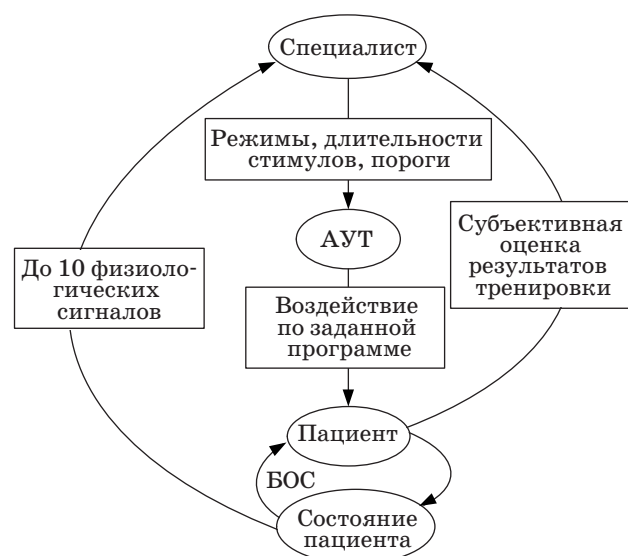 Специалист
Режимы, длительности
стимулов, пороги
АУТ
Субъективная
оценка
результатов
тренировки
До 10 физиоло-
гических
сигналов
Воздействие
по заданной
программе
Пациент
БОС
Состояние
пациента